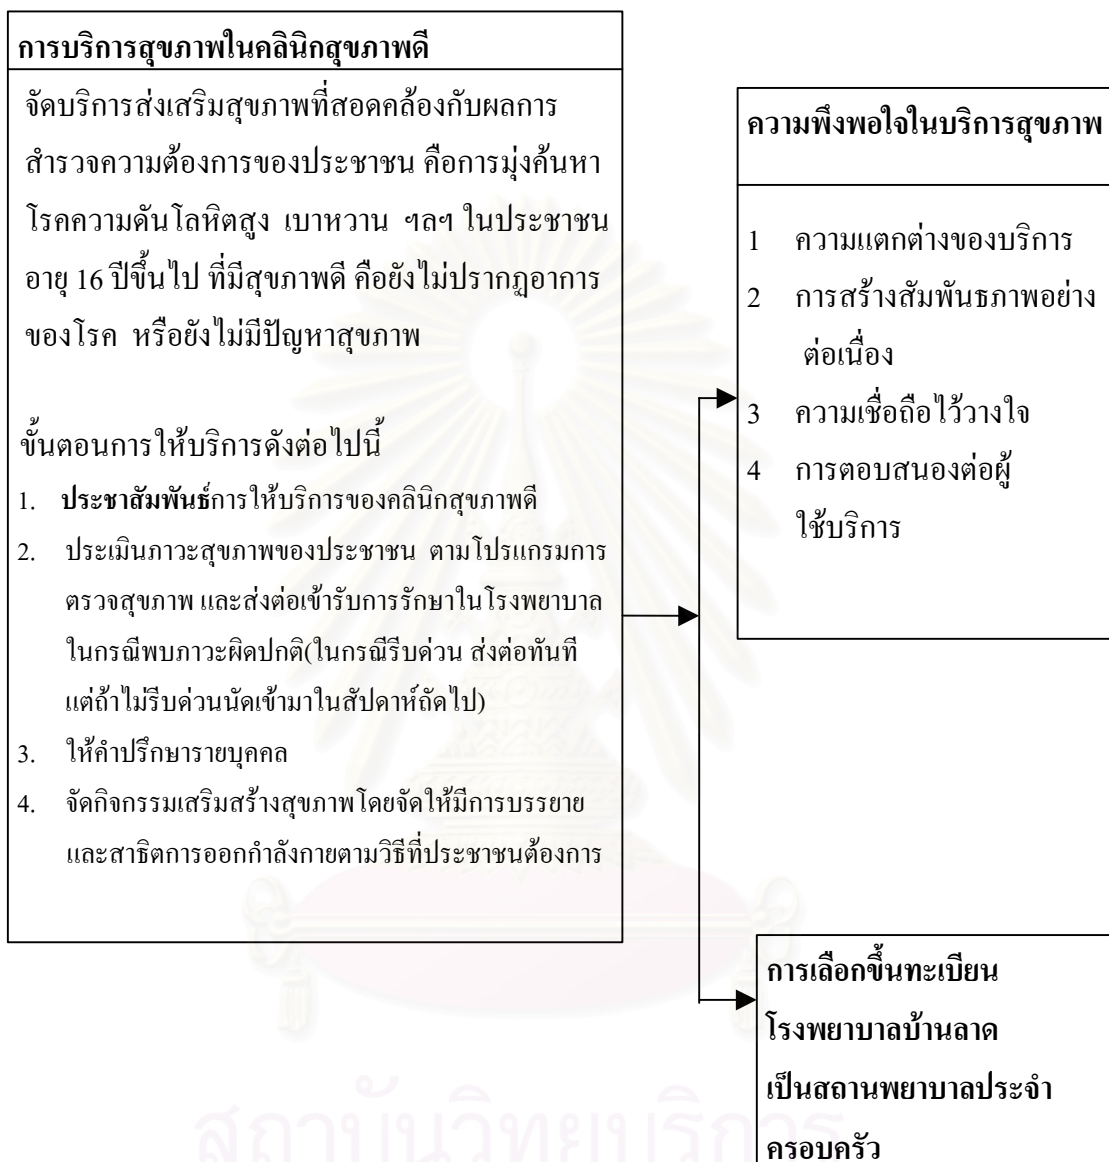 การบริการสุขภาพในคลินิกสุขภาพดี
จัดบริการส่งเสริมสุขภาพที่สอดคล้องกับผลการ
สำรวจความต้องการของประชาชน คือการมุ่งค้นหา
โรคความดันโลหิตสูง เบาหวาน ฯลฯ ในประชาชน
อายุ 16 ปีขึ้นไป ที่มีสุขภาพดี คือยังไม่ปรากฏอาการ
ของโรค หรือยังไม่มีปัญหาสุขภาพ
ขั้นตอนการให้บริการดังต่อไปนี้
1. ประชาสัมพันธ์การให้บริการของคลินิกสุขภาพดี
2. ประเมินภาวะสุขภาพของประชาชน ตามโปรแกรมการ
ตรวจสุขภาพ และส่งต่อเข้ารับการรักษาในโรงพยาบาล
ในกรณีพบภาวะผิดปกติ(ในกรณีรีบด่วน ส่งต่อทันที
แต่ถ้าไม่รีบด่วนนัดเข้ามาในสัปดาห์ถัดไป)
3. ให้คำปรึกษารายบุคคล
4. จัดกิจกรรมเสริมสร้างสุขภาพโดยจัดให้มีการบรรยาย
และสาธิตการออกกำลังกายตามวิธีที่ประชาชนต้องการ
ความพึงพอใจในบริการสุขภาพ
1 ความแตกต่างของบริการ
2 การสร้างสัมพันธภาพอย่าง
ต่อเนื่อง
3 ความเชื่อถือไว้วางใจ
4 การตอบสนองต่อผู้
ใช้บริการ
การเลือกขึ้นทะเบียน
โรงพยาบาลบ้านลาด
เป็นสถานพยาบาลประจำ
ครอบครัว
สถาบันวิทยบริการ